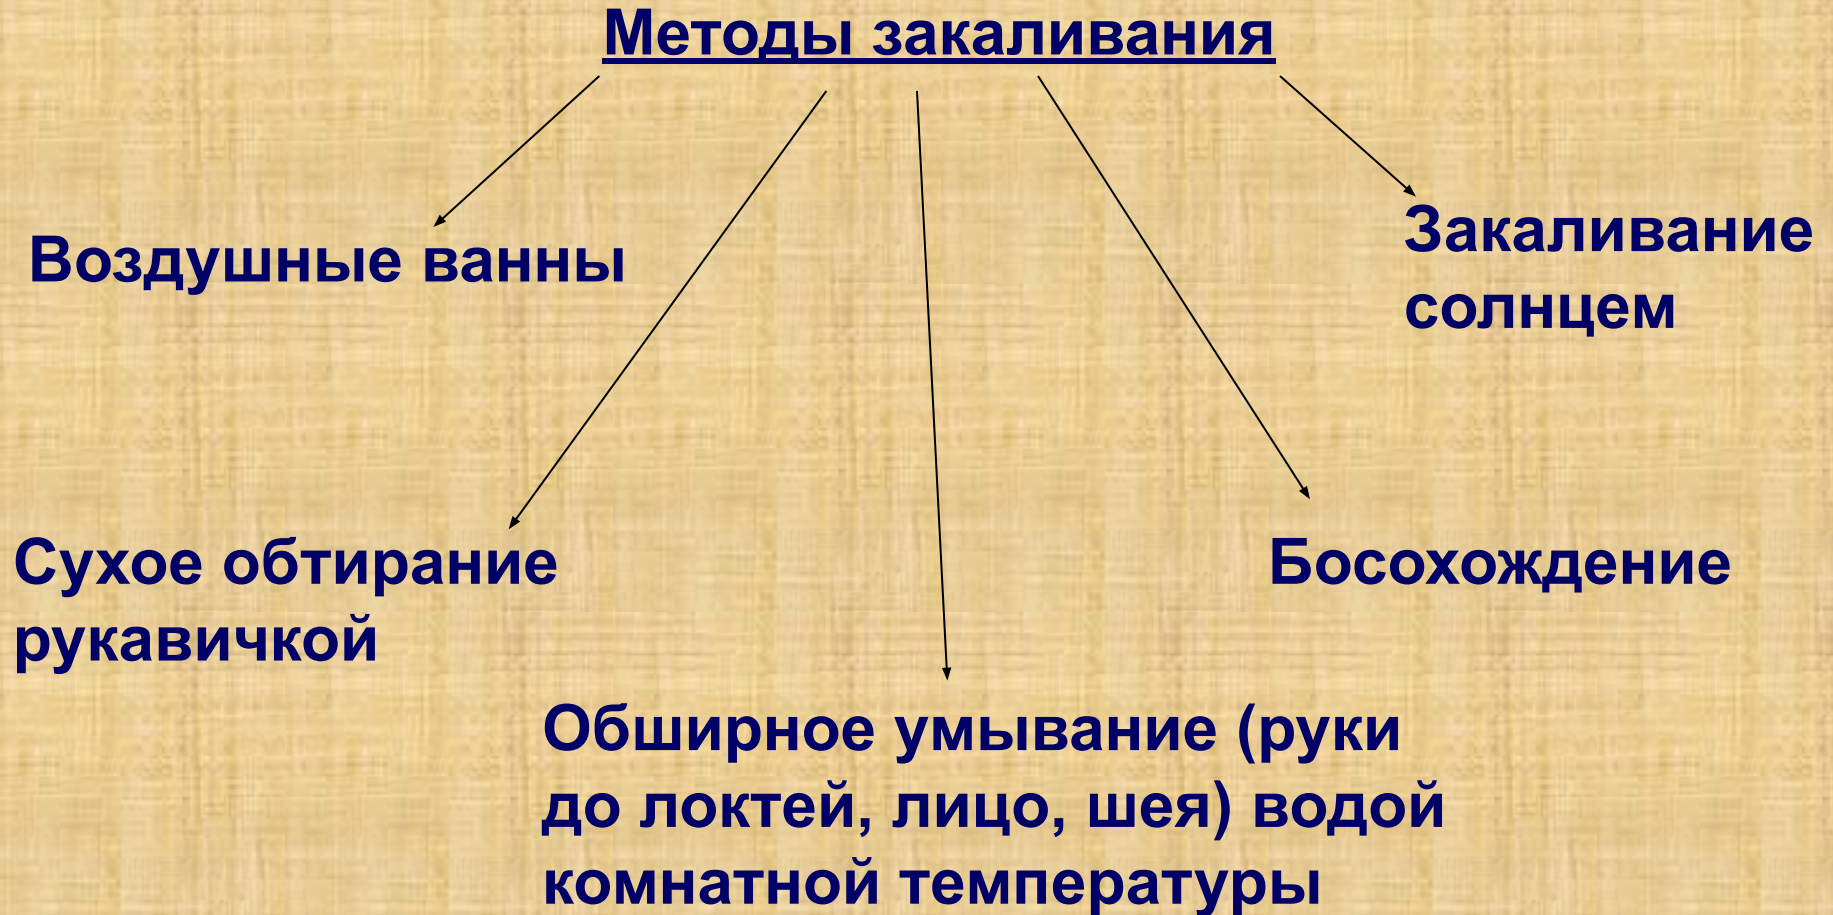 Методы закаливания
Воздушные ванны
Закаливание
солнцем
Сухое обтирание
рукавичкой
Босохождение
Обширное умывание (руки
до локтей, лицо, шея) водой
комнатной температуры